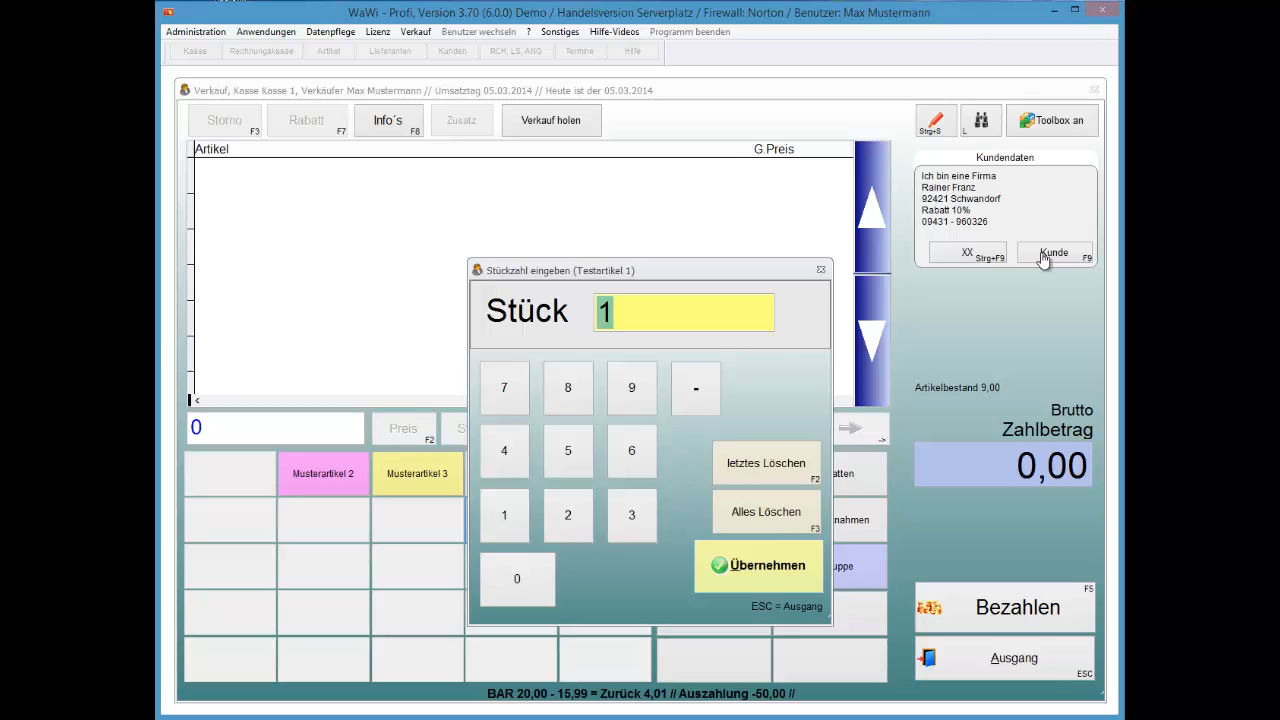 WaWi - Profi, Version 3.70 (6.0.0) Demo / Handelsversion Serverplatz / Firewall: Norton / Benutzer: Max Mustermann
Administration Anwendungen Datenpflege Lizenz Verkauf Benutzer wechseln ? Sonstiges Hilfe-Videos Programm beenden
Kasse Rechnungskasse Artikel Lieferanten Kunden RCH, LS, ANG Termine Hilfe
Verkauf, Kasse Kasse 1, Verkäufer Max Mustermann // Umsatztag 05.03.2014 // Heute ist der 05.03.2014
Storno F3 Rabatt F7 Info´s F8 Zusatz Verkauf holen Strg+S L Toolbox an
Artikel G.Preis
Kundendaten
Ich bin eine Firma
Rainer Franz
92421 Schwandorf
Rabatt 10%
09431 - 960326
XX Strg+F9 Kunde F9
Stückzahl eingeben (Testartikel 1)
Stück 1
7 8 9 -
4 5 6 letztes Löschen F2
1 2 3 Alles Löschen F3
0 Übernehmen
ESC = Ausgang
Artikelbestand 9,00
Brutto
Zahlbetrag
0,00
<
0 Preis F2 S ->
Musterartikel 2 Musterartikel 3 atten
nahmen
uppe
Bezahlen F5
Ausgang ESC
BAR 20,00 - 15,99 = Zurück 4,01 // Auszahlung -50,00 //